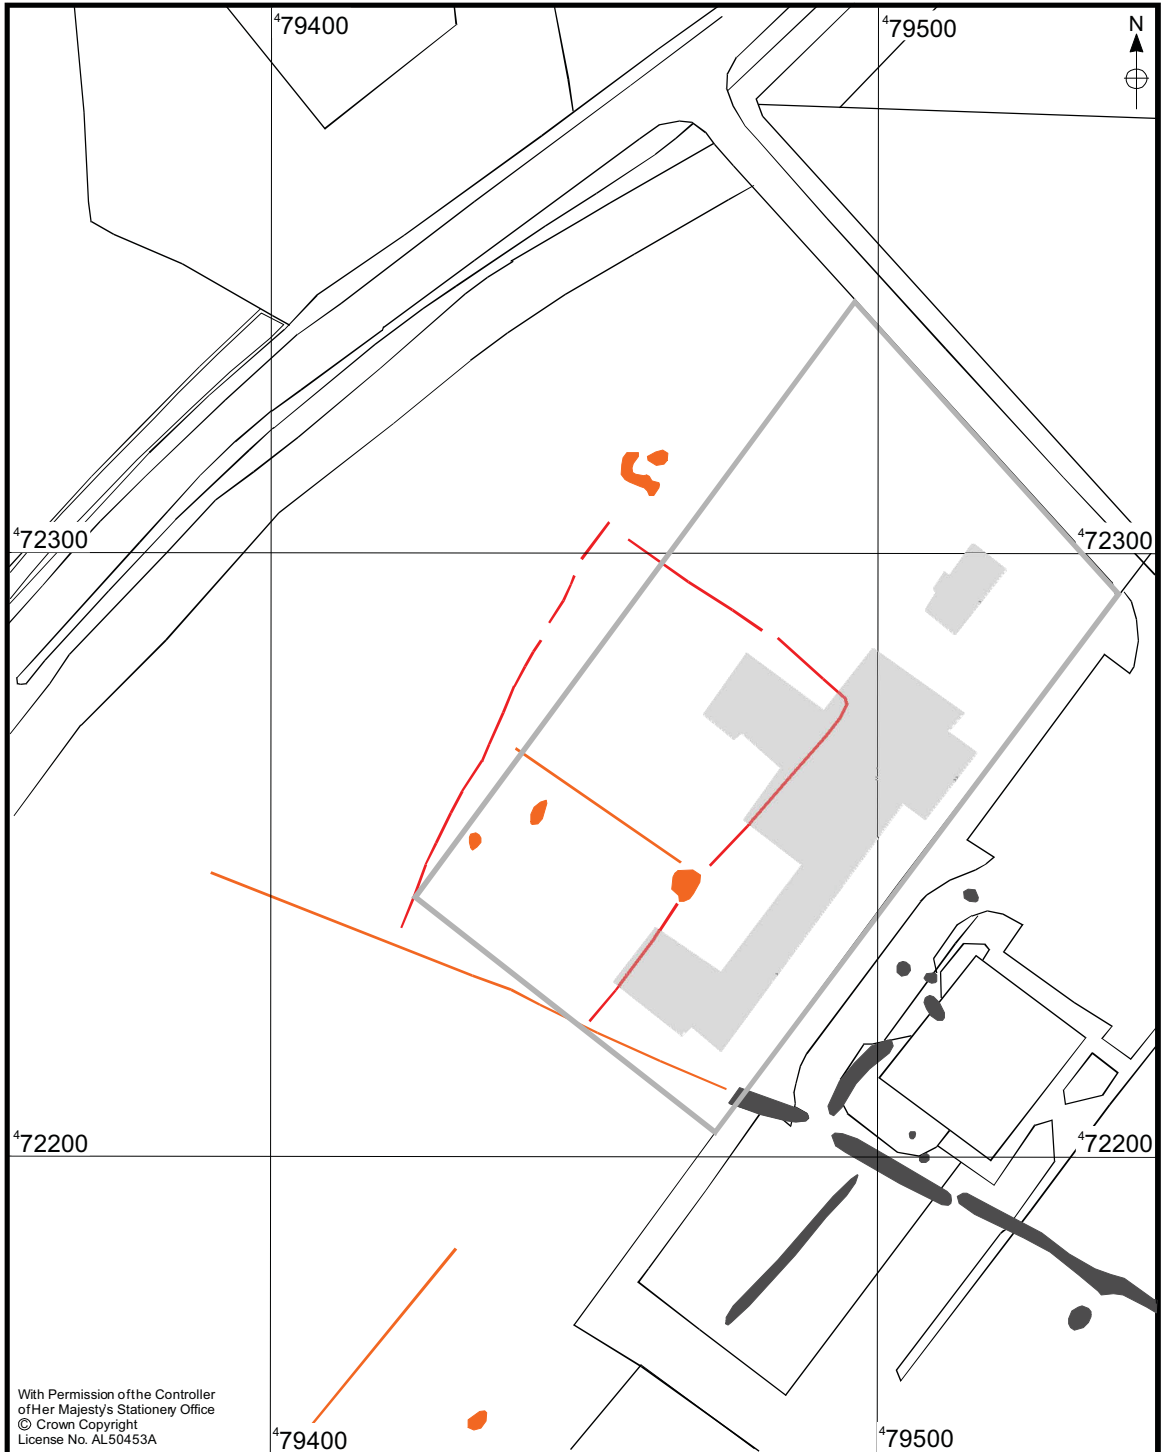 ⁴79400
⁴79500
N
⁴72300
⁴72300
⁴72200
⁴72200
With Permission of the Controller
of Her Majesty's Stationery Office
© Crown Copyright
License No. AL50453A
⁴79400
⁴79500